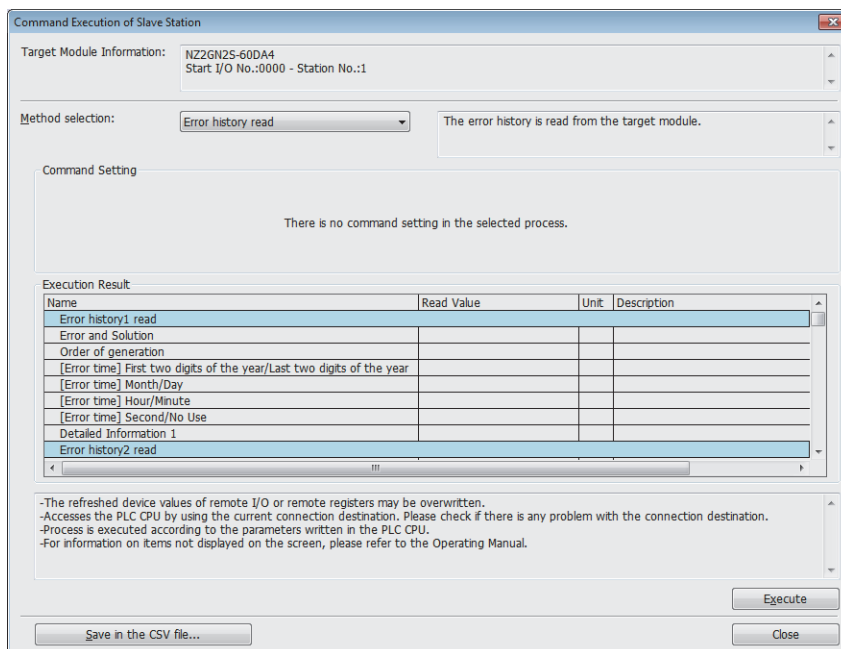 Command Execution of Slave Station
Target Module Information:
NZ2GN2S-60DA4
Start I/O No.:0000 - Station No.:1
Method selection:
Error history read
The error history is read from the target module.
Command Setting
There is no command setting in the selected process.
Execution Result
Name Read Value Unit Description
Error history1 read
Error and Solution
Order of generation
[Error time] First two digits of the year/Last two digits of the year
[Error time] Month/Day
[Error time] Hour/Minute
[Error time] Second/No Use
Detailed Information 1
Error history2 read
-The refreshed device values of remote I/O or remote registers may be overwritten.
-Accesses the PLC CPU by using the current connection destination. Please check if there is any problem with the connection destination.
-Process is executed according to the parameters written in the PLC CPU.
-For information on items not displayed on the screen, please refer to the Operating Manual.
Execute
Save in the CSV file...
Close